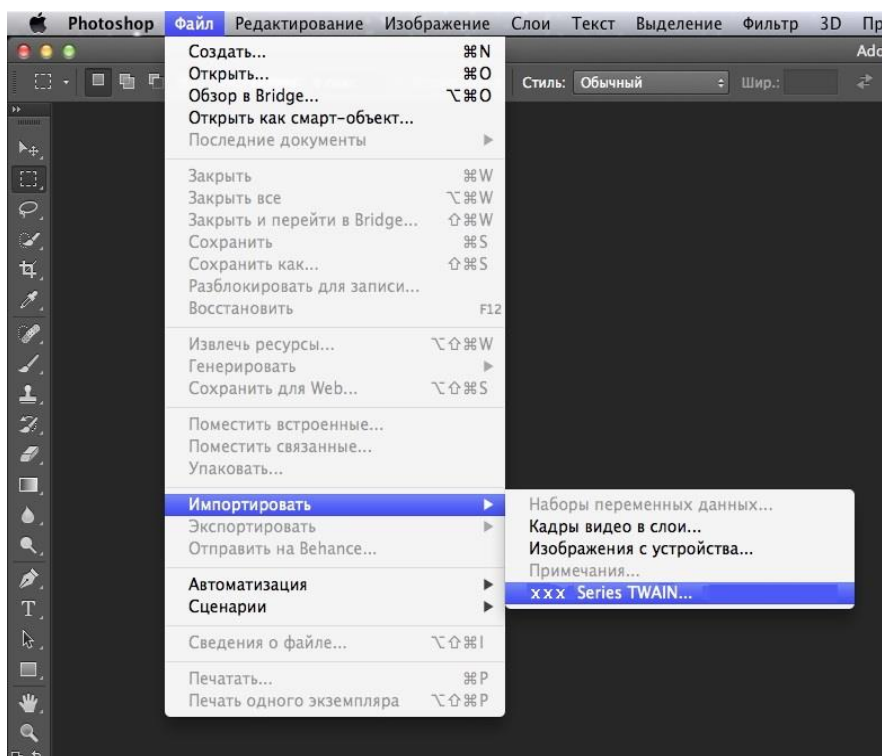 Photoshop Файл Редактирование Изображение Слои Текст Выделение Фильтр 3D Пр
Ado
Стиль: Обычный Шир.:
Создать... ⌘N
Открыть... ⌘O
Обзор в Bridge... ⌥⌘O
Открыть как смарт-объект...
Последние документы
Закрыть ⌘W
Закрыть все ⌥⌘W
Закрыть и перейти в Bridge... ⇧⌘W
Сохранить ⌘S
Сохранить как... ⇧⌘S
Разблокировать для записи...
Восстановить F12
Извлечь ресурсы... ⌥⇧⌘W
Генерировать
Сохранить для Web... ⌥⇧⌘S
Поместить встроенные...
Поместить связанные...
Упаковать...
Импортировать
Экспортировать
Отправить на Behance...
Автоматизация
Сценарии
Сведения о файле... ⌥⇧⌘I
Печатать... ⌘P
Печать одного экземпляра ⌥⇧⌘P
Наборы переменных данных...
Кадры видео в слои...
Изображения с устройства...
Примечания...
xxx Series TWAIN...